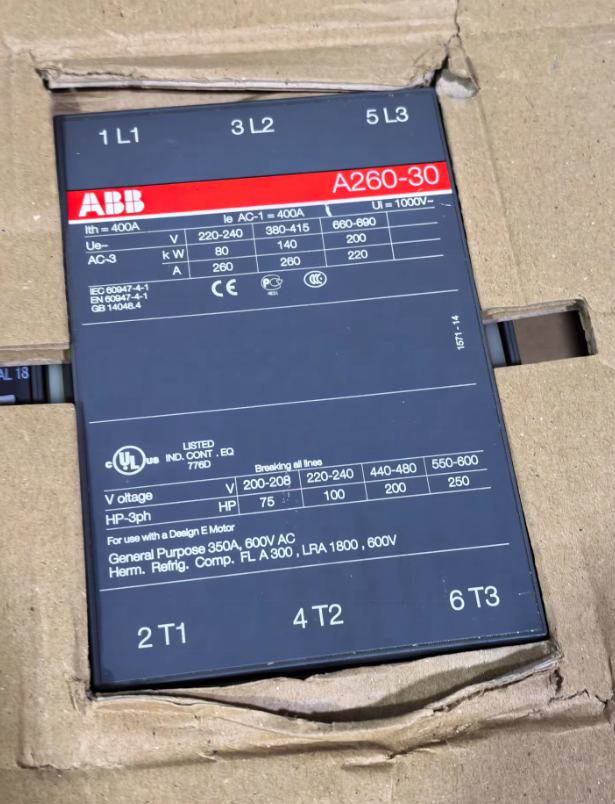 1 L1 3 L2 5 L3
ABB A260-30
Ith = 400A Ie AC-1 = 400A Ui = 1000V~
Ue~ V 220-240 380-415 660-690
AC-3 kW 80 140 200
A 260 260 220
IEC 60947-4-1
EN 60947-4-1
GB 14048.4
CE
1571-14
AL 18
c UL us
LISTED
IND. CONT . EQ
776D
Breaking all lines
V oltage V 200-208 220-240 440-480 550-600
HP-3ph HP 75 100 200 250
For use with a Design E Motor
General Purpose 350A, 600V AC
Herm. Refrig. Comp. FL A 300 , LRA 1800 , 600V
2 T1 4 T2 6 T3